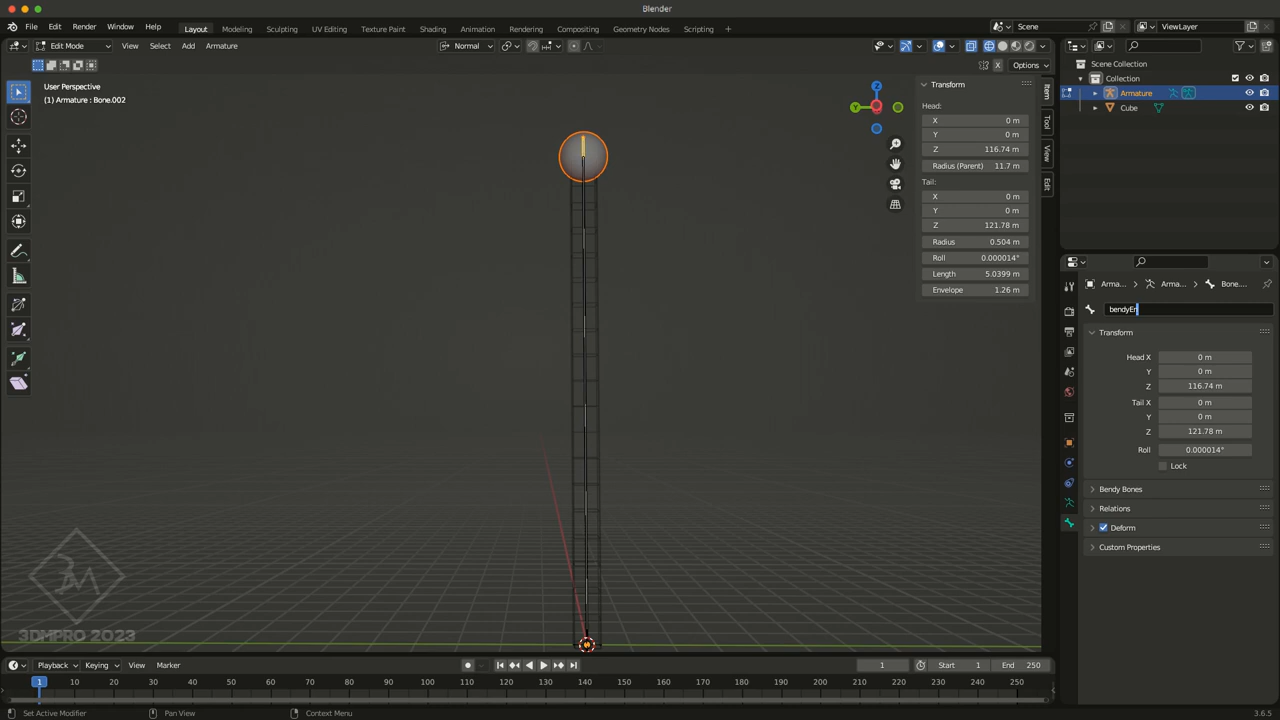 Blender
File Edit Render Window Help
Layout Modeling Sculpting UV Editing Texture Paint Shading Animation Rendering Compositing Geometry Nodes Scripting +
Scene
ViewLayer
Edit Mode View Select Add Armature
Normal
Options
User Perspective
(1) Armature : Bone.002
Z
Y
Transform
Head:
X 0 m
Y 0 m
Z 116.74 m
Radius (Parent) 11.7 m
Tail:
X 0 m
Y 0 m
Z 121.78 m
Radius 0.504 m
Roll 0.000014°
Length 5.0399 m
Envelope 1.26 m
Item
Tool
View
Edit
Scene Collection
Collection
Armature
Cube
Arma... Arma... Bone....
bendyEn
Transform
Head X 0 m
Y 0 m
Z 116.74 m
Tail X 0 m
Y 0 m
Z 121.78 m
Roll 0.000014°
Lock
Bendy Bones
Relations
Deform
Custom Properties
3DMPRO 2023
Playback Keying View Marker
1 Start 1 End 250
1 10 20 30 40 50 60 70 80 90 100 110 120 130 140 150 160 170 180 190 200 210 220 230 240 250
Set Active Modifier Pan View Context Menu 3.6.5